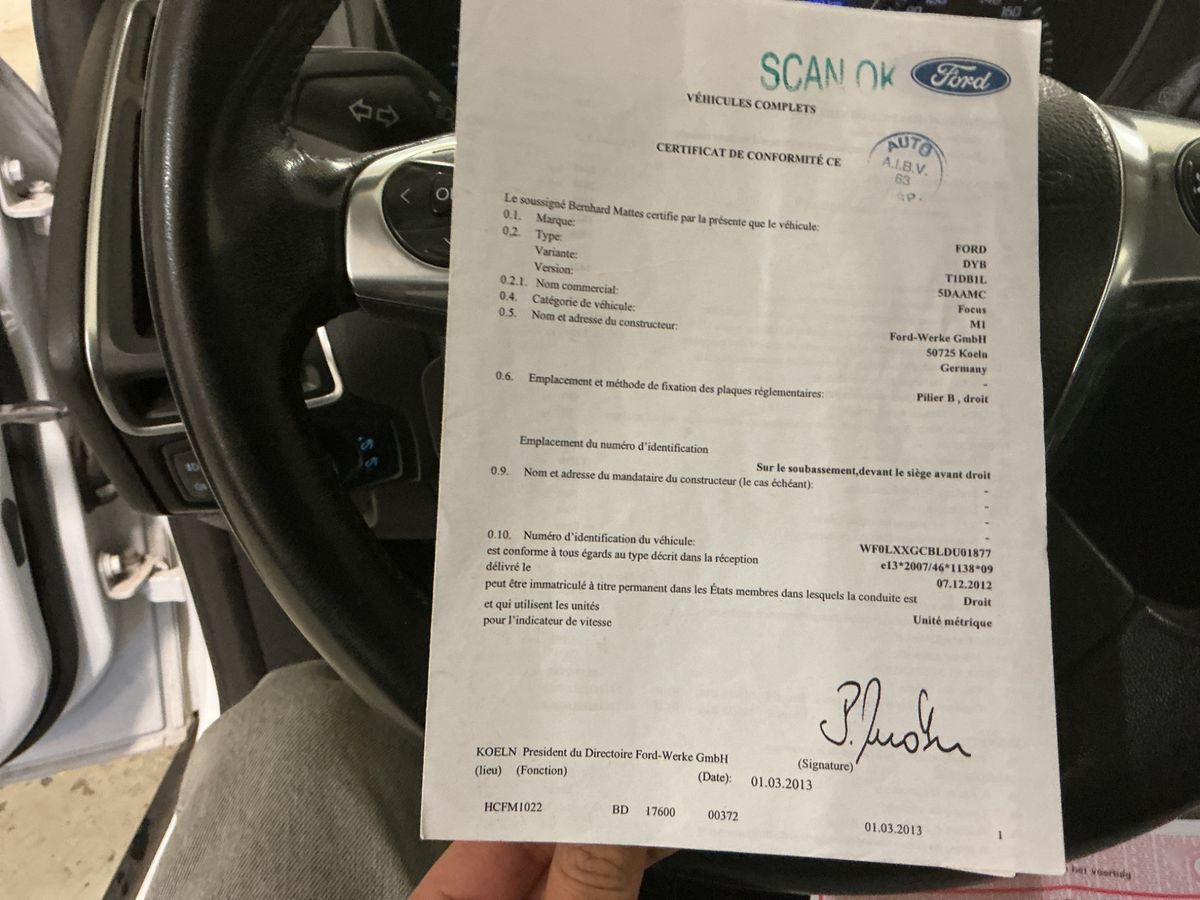 160
SCAN OK
Ford
VÉHICULES COMPLETS
CERTIFICAT DE CONFORMITÉ CE
AUTO
A.I.B.V.
63
SP.
Le soussigné Bernhard Mattes certifie par la présente que le véhicule:
0.1. Marque: FORD
0.2. Type: DYB
Variante: T1DB1L
Version: 5DAAMC
0.2.1. Nom commercial: Focus
0.4. Catégorie de véhicule: M1
0.5. Nom et adresse du constructeur: Ford-Werke GmbH
50725 Koeln
Germany
-
0.6. Emplacement et méthode de fixation des plaques réglementaires: Pilier B , droit
Emplacement du numéro d'identification
Sur le soubassement,devant le siège avant droit
0.9. Nom et adresse du mandataire du constructeur (le cas échéant): -
-
-
-
0.10. Numéro d'identification du véhicule: WF0LXXGCBLDU01877
est conforme à tous égards au type décrit dans la réception e13*2007/46*1138*09
délivré le 07.12.2012
peut être immatriculé à titre permanent dans les États membres dans lesquels la conduite est Droit
et qui utilisent les unités Unité métrique
pour l'indicateur de vitesse
KOELN President du Directoire Ford-Werke GmbH (Signature)
(lieu) (Fonction) (Date): 01.03.2013
HCFM1022 BD 17600 00372 01.03.2013 1
het voertuig